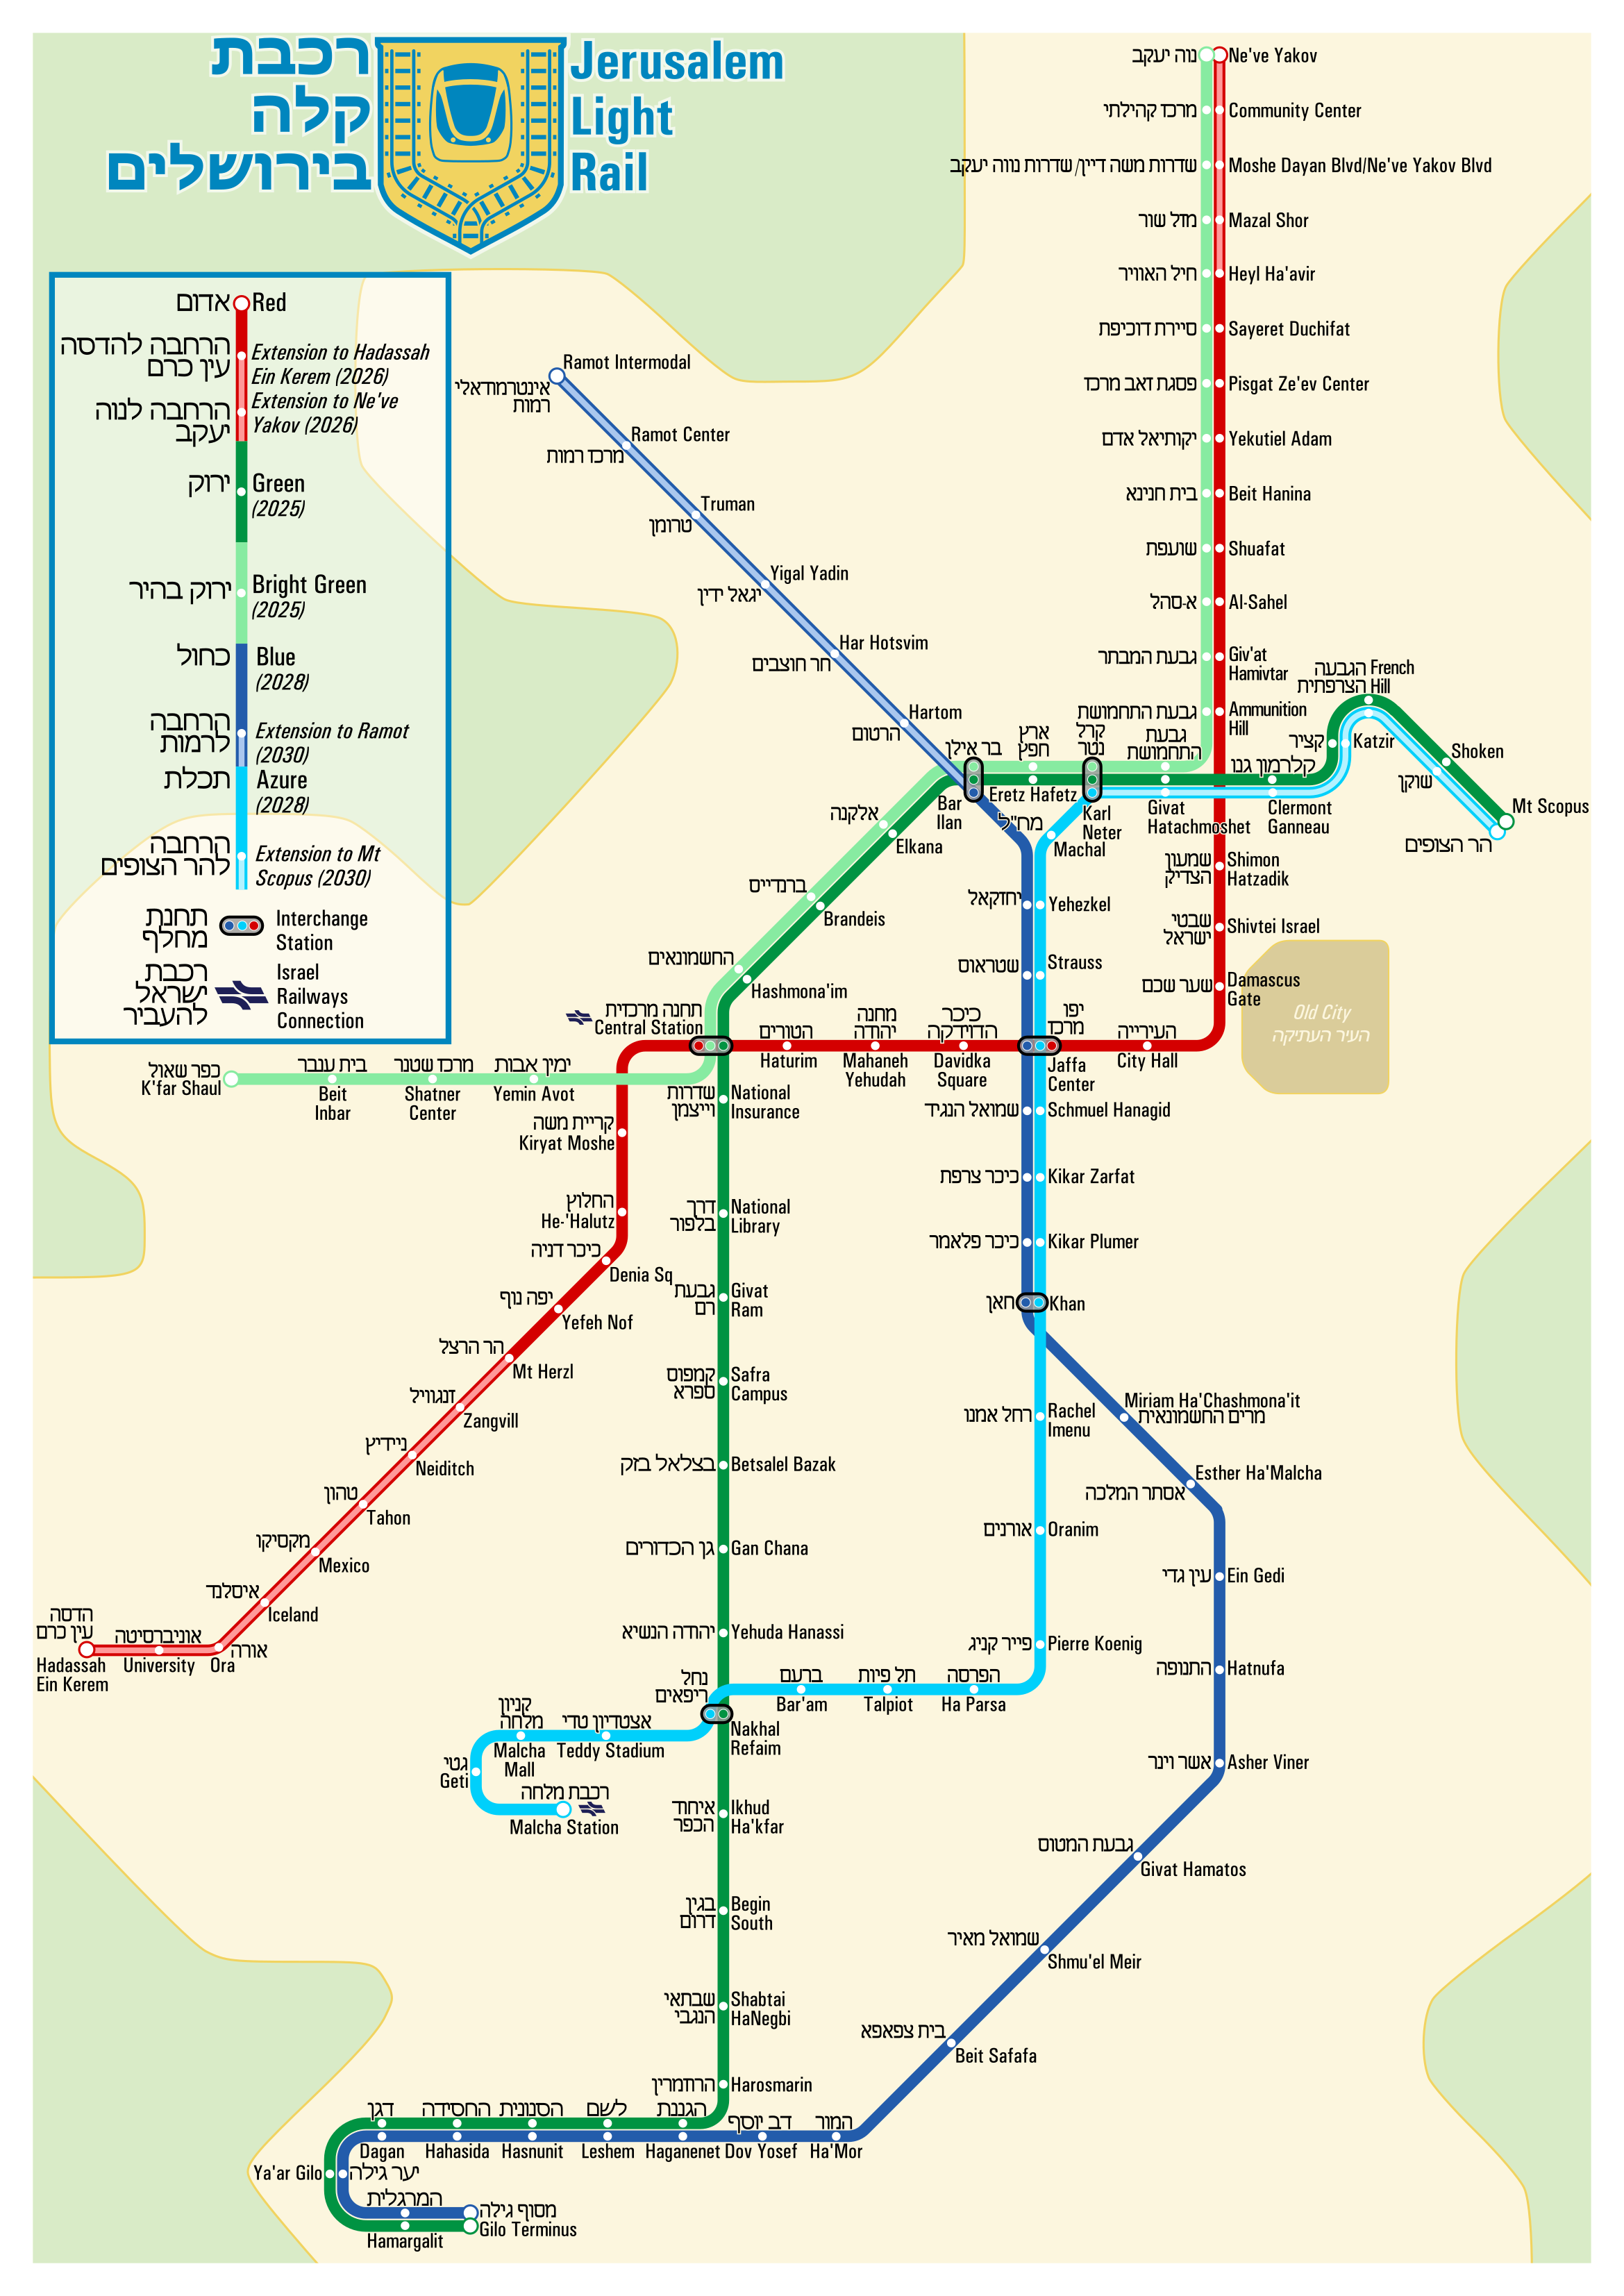 רכבת
קלה
בירושלים
Jerusalem
Light
Rail
אדום
Red
הרחבה להדסה
עין כרם
Extension to Hadassah
Ein Kerem (2026)
הרחבה לנוה
יעקב
Extension to Ne've
Yakov (2026)
ירוק
Green
(2025)
ירוק בהיר
Bright Green
(2025)
כחול
Blue
(2028)
הרחבה
לרמות
Extension to Ramot
(2030)
תכלת
Azure
(2028)
הרחבה
להר הצופים
Extension to Mt
Scopus (2030)
תחנת
מחלף
Interchange
Station
רכבת
ישראל
להעביר
Israel
Railways
Connection
נוה יעקב
Ne've Yakov
מרכז קהילתי
Community Center
שדרות משה דיין/שדרות נווה יעקב
Moshe Dayan Blvd/Ne've Yakov Blvd
מזל שור
Mazal Shor
חיל האוויר
Heyl Ha'avir
סיירת דוכיפת
Sayeret Duchifat
פסגת זאב מרכז
Pisgat Ze'ev Center
יקותיאל אדם
Yekutiel Adam
בית חנינא
Beit Hanina
שועפת
Shuafat
א-סהל
Al-Sahel
גבעת המבתר
Giv'at
Hamivtar
גבעת התחמושת
Ammunition
Hill
Ramot Intermodal
אינטרמודאלי
רמות
Ramot Center
מרכז רמות
Truman
טרומן
Yigal Yadin
יגאל ידין
Har Hotsvim
חר חוצבים
Hartom
הרטום
בר אילן
Bar
Ilan
ארץ
חפץ
Eretz Hafetz
קרל
נטר
Karl
Neter
גבעת
התחמושת
Givat
Hatachmoshet
קלרמון גנו
Clermont
Ganneau
קציר
Katzir
הגבעה French
הצרפתית Hill
Shoken
שוקן
Mt Scopus
הר הצופים
אלקנה
Elkana
ברנדייס
Brandeis
החשמונאים
Hashmona'im
מח"ל
Machal
יחזקאל
Yehezkel
שטראוס
Strauss
שמעון
הצדיק
Shimon
Hatzadik
שבטי
ישראל
Shivtei Israel
שער שכם
Damascus
Gate
Old City
העיר העתיקה
תחנה מרכזית
Central Station
הטורים
Haturim
מחנה
יהודה
Mahaneh
Yehudah
כיכר
הדוידקה
Davidka
Square
יפו
מרכז
Jaffa
Center
העירייה
City Hall
כפר שאול
K'far Shaul
בית ענבר
Beit
Inbar
מרכז שטנר
Shatner
Center
ימין אבות
Yemin Avot
קריית משה
Kiryat Moshe
החלוץ
He-'Halutz
כיכר דניה
Denia Sq
יפה נוף
Yefeh Nof
הר הרצל
Mt Herzl
זנגוויל
Zangvill
ניידיץ
Neiditch
טהון
Tahon
מקסיקו
Mexico
איסלנד
Iceland
אורה
Ora
אוניברסיטה
University
הדסה
עין כרם
Hadassah
Ein Kerem
שדרות
וייצמן
National
Insurance
דרך
בלפור
National
Library
גבעת
רם
Givat
Ram
קמפוס
ספרא
Safra
Campus
בצלאל בזק
Betsalel Bazak
גן הכדורים
Gan Chana
יהודה הנשיא
Yehuda Hanassi
נחל
ריפאים
Nakhal
Refaim
שמואל הנגיד
Schmuel Hanagid
כיכר צרפת
Kikar Zarfat
כיכר פלאמר
Kikar Plumer
חאן
Khan
רחל אמנו
Rachel
Imenu
אורנים
Oranim
פייר קניג
Pierre Koenig
הפרסה
Ha Parsa
תל פיות
Talpiot
ברעם
Bar'am
אצטדיון טדי
Teddy Stadium
קניון
מלחה
Malcha
Mall
גטי
Geti
רכבת מלחה
Malcha Station
Miriam Ha'Chashmona'it
מרים החשמונאית
Esther Ha'Malcha
אסתר המלכה
עין גדי
Ein Gedi
התנופה
Hatnufa
אשר וינר
Asher Viner
גבעת המטוס
Givat Hamatos
שמואל מאיר
Shmu'el Meir
בית צפאפא
Beit Safafa
איחוד
הכפר
Ikhud
Ha'kfar
בגין
דרום
Begin
South
שבתאי
הנגבי
Shabtai
HaNegbi
הרוזמרין
Harosmarin
המור
Ha'Mor
דב יוסף
Dov Yosef
הגננת
Haganenet
לשם
Leshem
הסנונית
Hasnunit
החסידה
Hahasida
דגן
Dagan
Ya'ar Gilo
יער גילה
המרגלית
Hamargalit
מסוף גילה
Gilo Terminus